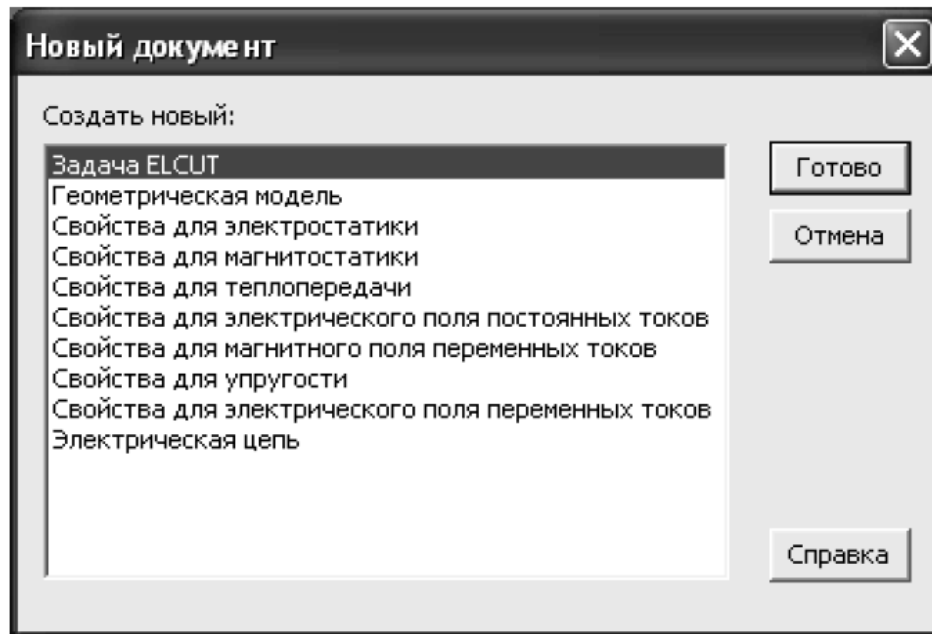 Новый документ
Создать новый:
Задача ELCUT
Геометрическая модель
Свойства для электростатики
Свойства для магнитостатики
Свойства для теплопередачи
Свойства для электрического поля постоянных токов
Свойства для магнитного поля переменных токов
Свойства для упругости
Свойства для электрического поля переменных токов
Электрическая цепь
Готово
Отмена
Справка